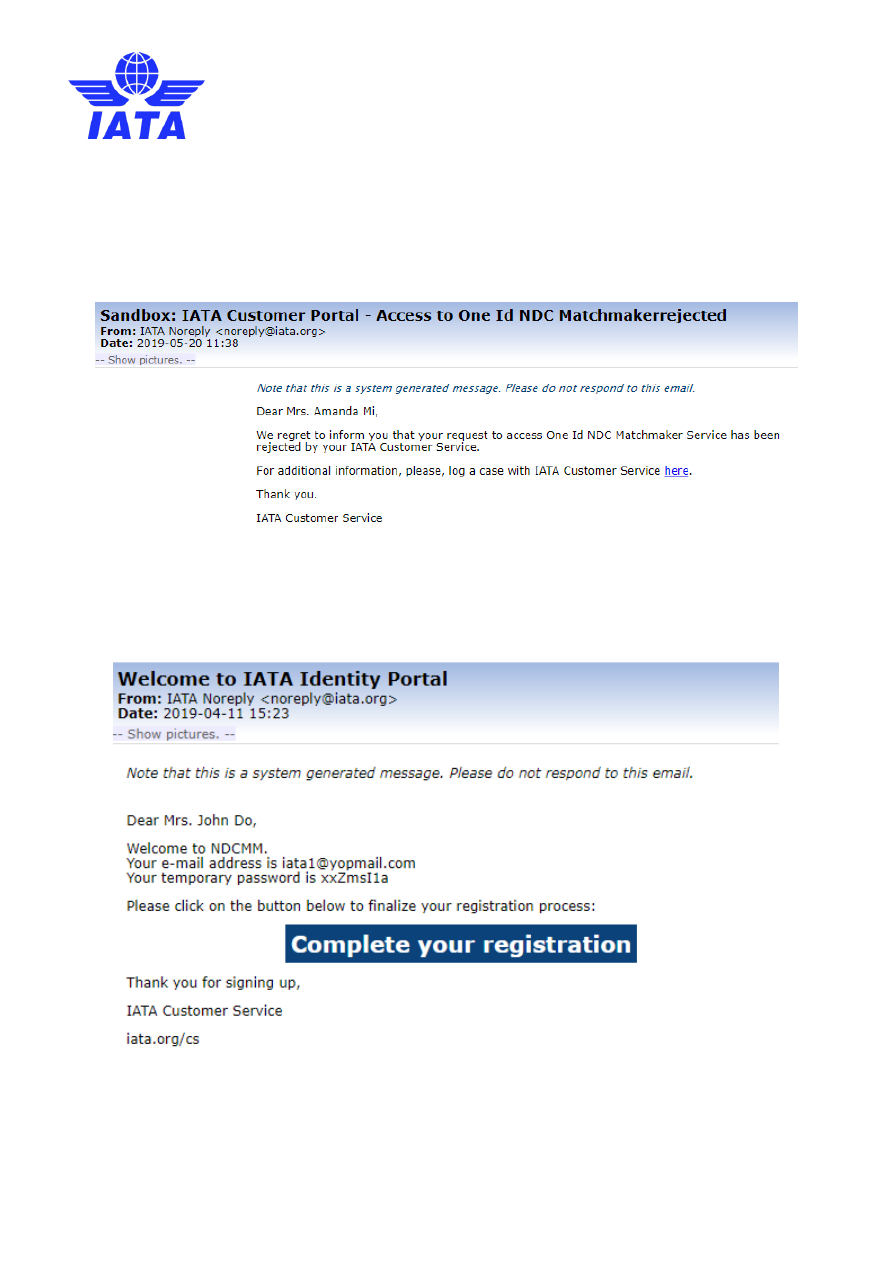 IATA
Sandbox: IATA Customer Portal - Access to One Id NDC Matchmakerrejected
From: IATA Noreply <noreply@iata.org>
Date: 2019-05-20 11:38
-- Show pictures. --
Note that this is a system generated message. Please do not respond to this email.
Dear Mrs. Amanda Mi,
We regret to inform you that your request to access One Id NDC Matchmaker Service has been
rejected by your IATA Customer Service.
For additional information, please, log a case with IATA Customer Service here.
Thank you.
IATA Customer Service
Welcome to IATA Identity Portal
From: IATA Noreply <noreply@iata.org>
Date: 2019-04-11 15:23
-- Show pictures. --
Note that this is a system generated message. Please do not respond to this email.
Dear Mrs. John Do,
Welcome to NDCMM.
Your e-mail address is iata1@yopmail.com
Your temporary password is xxZmsI1a
Please click on the button below to finalize your registration process:
Complete your registration
Thank you for signing up,
IATA Customer Service
iata.org/cs